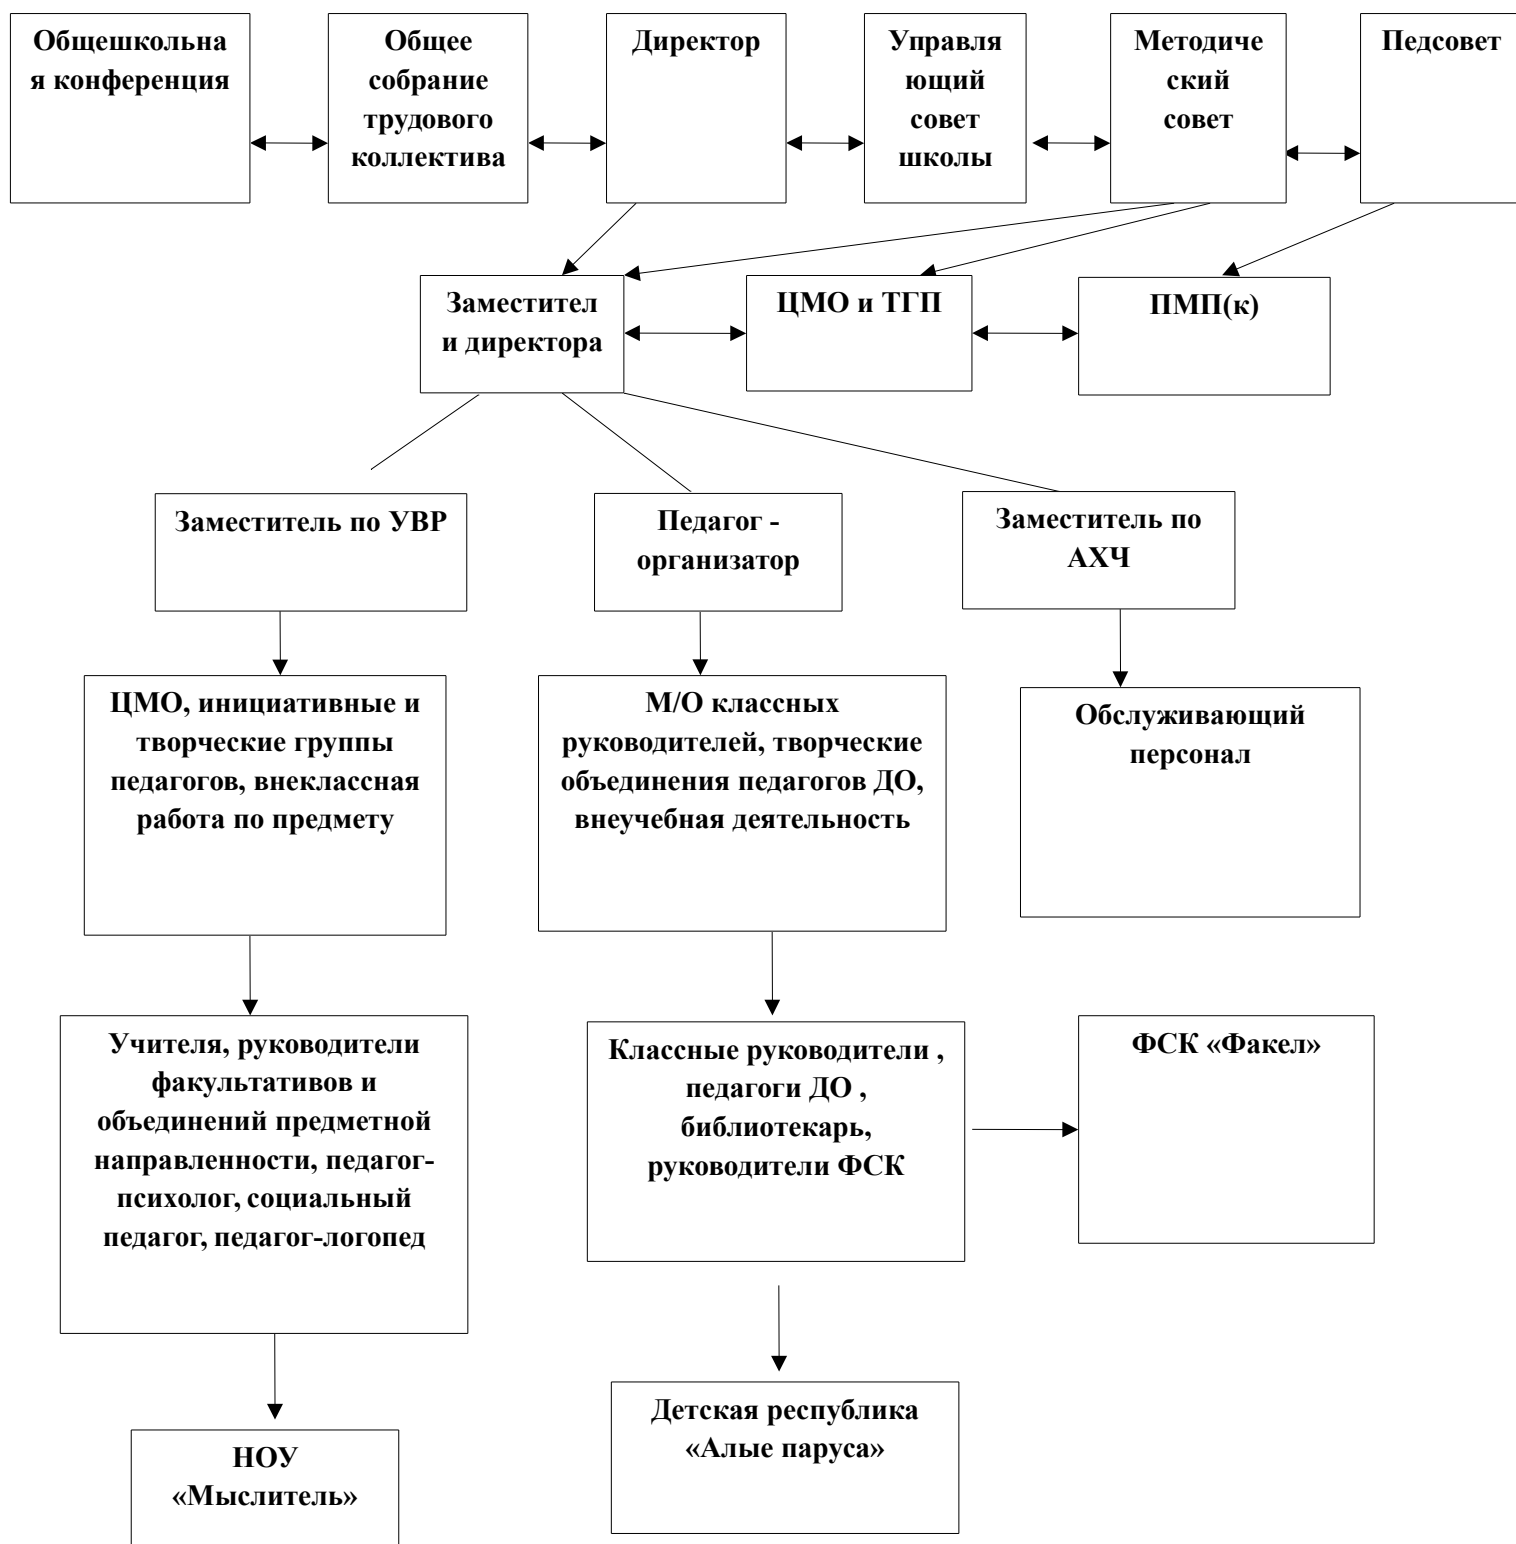 Общешкольна
я конференция
Общее
собрание
трудового
коллектива
Директор
Управля
ющий
совет
школы
Методиче
ский
совет
Педсовет
Заместител
и директора
ЦМО и ТГП
ПМП(к)
Заместитель по УВР
Педагог -
организатор
Заместитель по
АХЧ
ЦМО, инициативные и
творческие группы
педагогов, внеклассная
работа по предмету
М/О классных
руководителей, творческие
объединения педагогов ДО,
внеучебная деятельность
Обслуживающий
персонал
Учителя, руководители
факультативов и
объединений предметной
направленности, педагог-
психолог, социальный
педагог, педагог-логопед
Классные руководители ,
педагоги ДО ,
библиотекарь,
руководители ФСК
ФСК «Факел»
НОУ
«Мыслитель»
Детская республика
«Алые паруса»